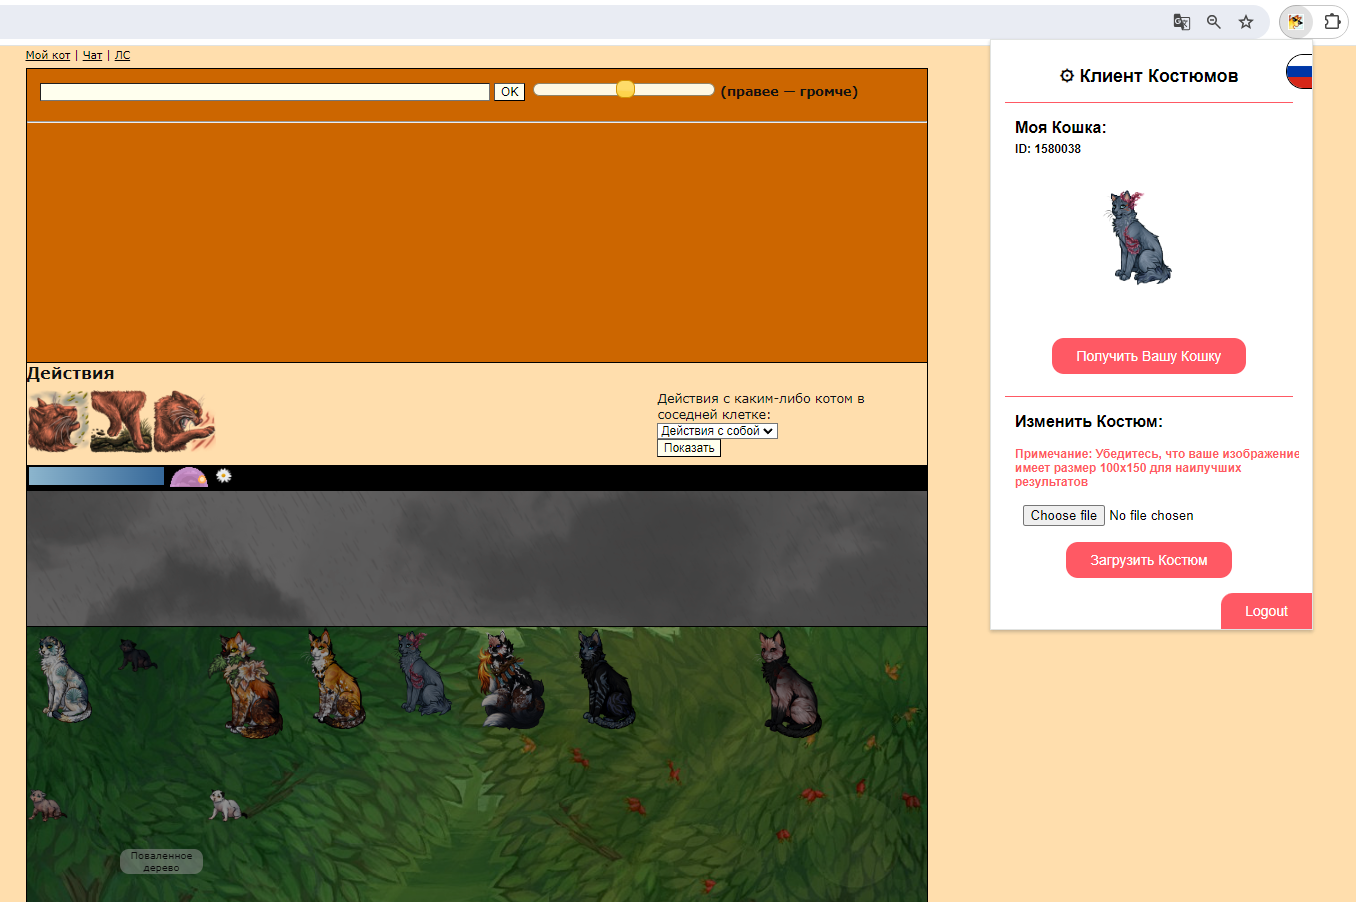 Мой кот | Чат | ЛС
OK
(правее — громче)
Действия
Действия с каким-либо котом в
соседней клетке:
Действия с собой
Показать
Поваленное
дерево
Клиент Костюмов
Моя Кошка:
ID: 1580038
Получить Вашу Кошку
Изменить Костюм:
Примечание: Убедитесь, что ваше изображение
имеет размер 100x150 для наилучших
результатов
Choose file No file chosen
Загрузить Костюм
Logout